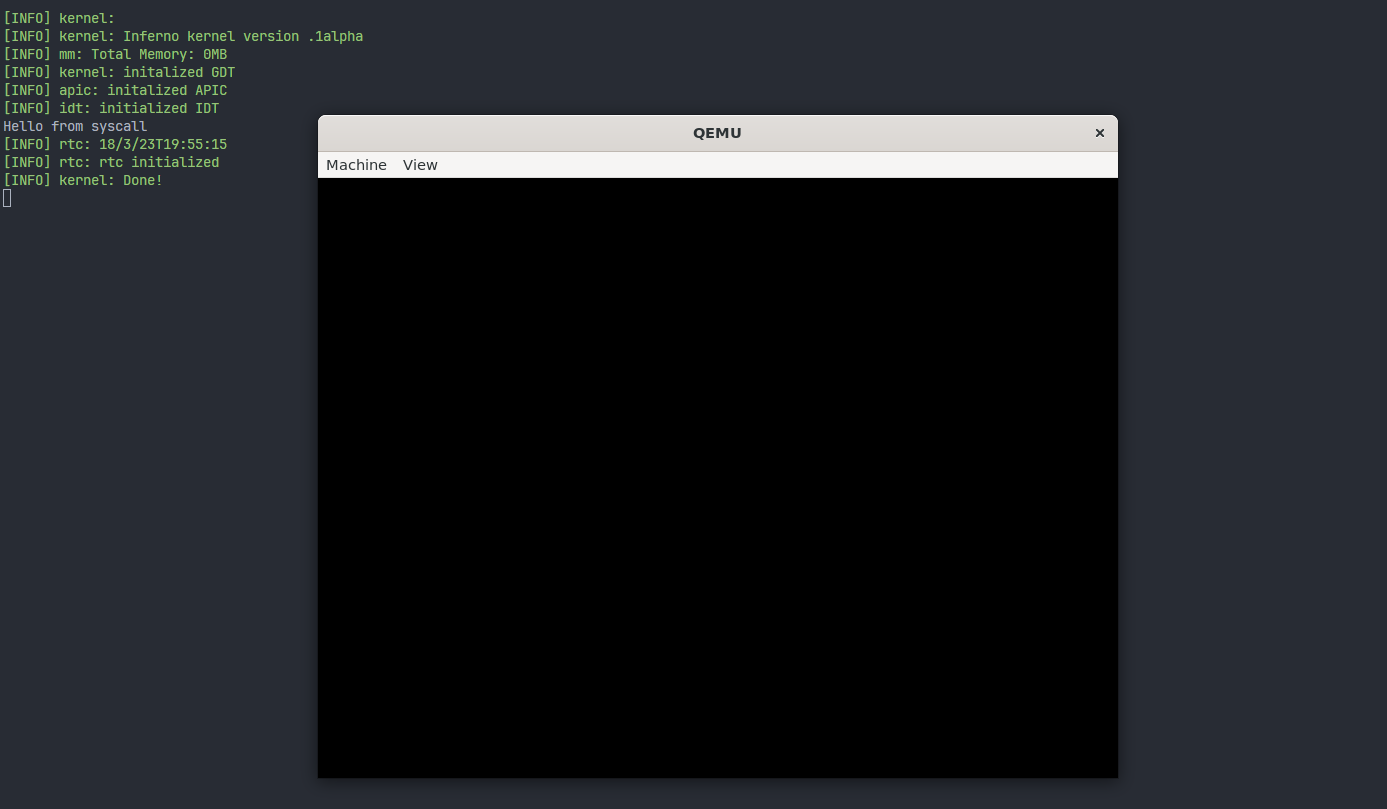 [INFO] kernel:
[INFO] kernel: Inferno kernel version .1alpha
[INFO] mm: Total Memory: 0MB
[INFO] kernel: initalized GDT
[INFO] apic: initalized APIC
[INFO] idt: initialized IDT
Hello from syscall
[INFO] rtc: 18/3/23T19:55:15
[INFO] rtc: rtc initialized
[INFO] kernel: Done!
QEMU
Machine View